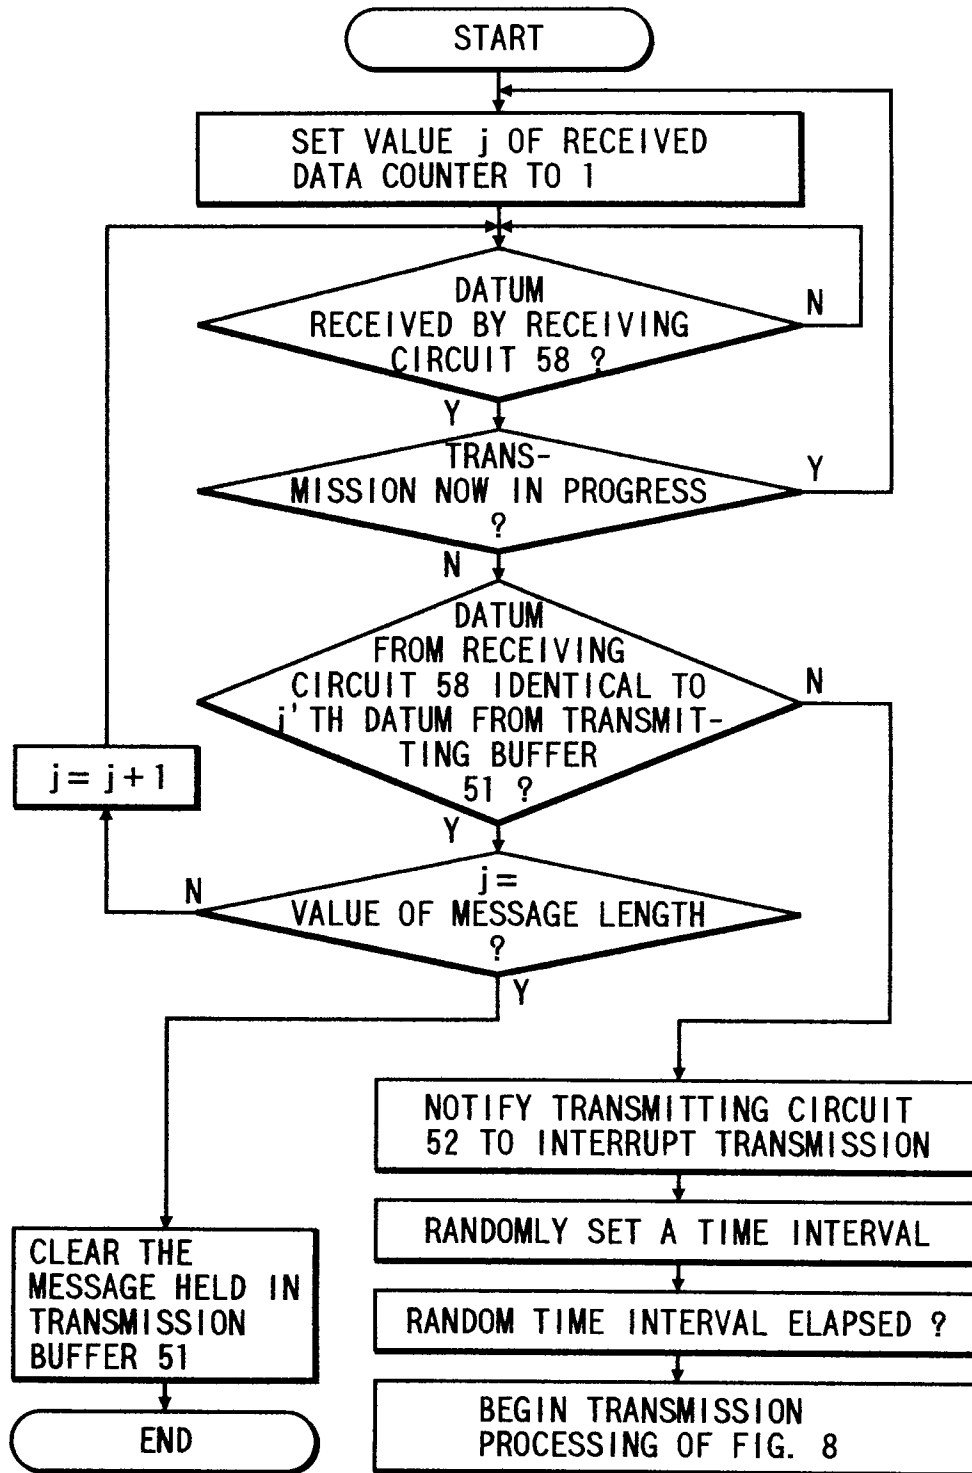 START
SET VALUE j OF RECEIVED
DATA COUNTER TO 1
DATUM
RECEIVED BY RECEIVING
CIRCUIT 58 ?
N
Y
TRANS-
MISSION NOW IN PROGRESS
?
Y
N
DATUM
FROM RECEIVING
CIRCUIT 58 IDENTICAL TO
j'TH DATUM FROM TRANSMIT-
TING BUFFER
51 ?
N
Y
j = j + 1
j =
VALUE OF MESSAGE LENGTH
?
N
Y
NOTIFY TRANSMITTING CIRCUIT
52 TO INTERRUPT TRANSMISSION
RANDOMLY SET A TIME INTERVAL
RANDOM TIME INTERVAL ELAPSED ?
BEGIN TRANSMISSION
PROCESSING OF FIG. 8
CLEAR THE
MESSAGE HELD IN
TRANSMISSION
BUFFER 51
END